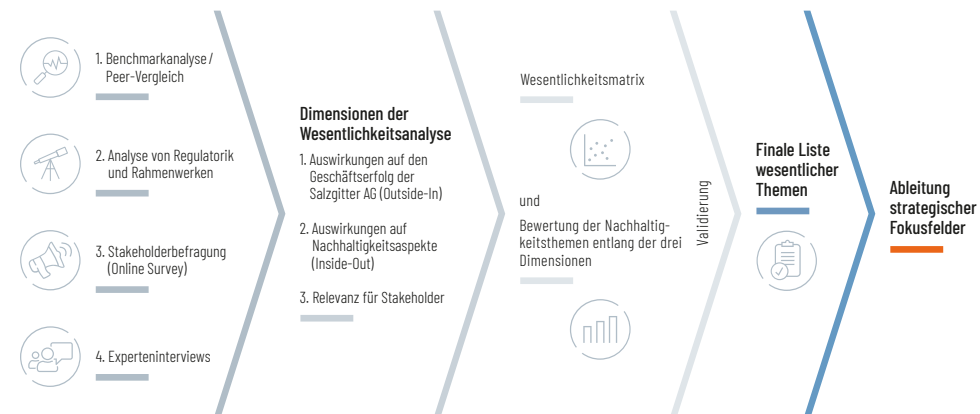 1. Benchmarkanalyse /
Peer-Vergleich
2. Analyse von Regulatorik
und Rahmenwerken
3. Stakeholderbefragung
(Online Survey)
4. Experteninterviews
Dimensionen der
Wesentlichkeitsanalyse
1. Auswirkungen auf den
Geschäftserfolg der
Salzgitter AG (Outside-In)
2. Auswirkungen auf
Nachhaltigkeitsaspekte
(Inside-Out)
3. Relevanz für Stakeholder
Wesentlichkeitsmatrix
und
Bewertung der Nachhaltig-
keitsthemen entlang der drei
Dimensionen
Validierung
Finale Liste
wesentlicher
Themen
Ableitung
strategischer
Fokusfelder